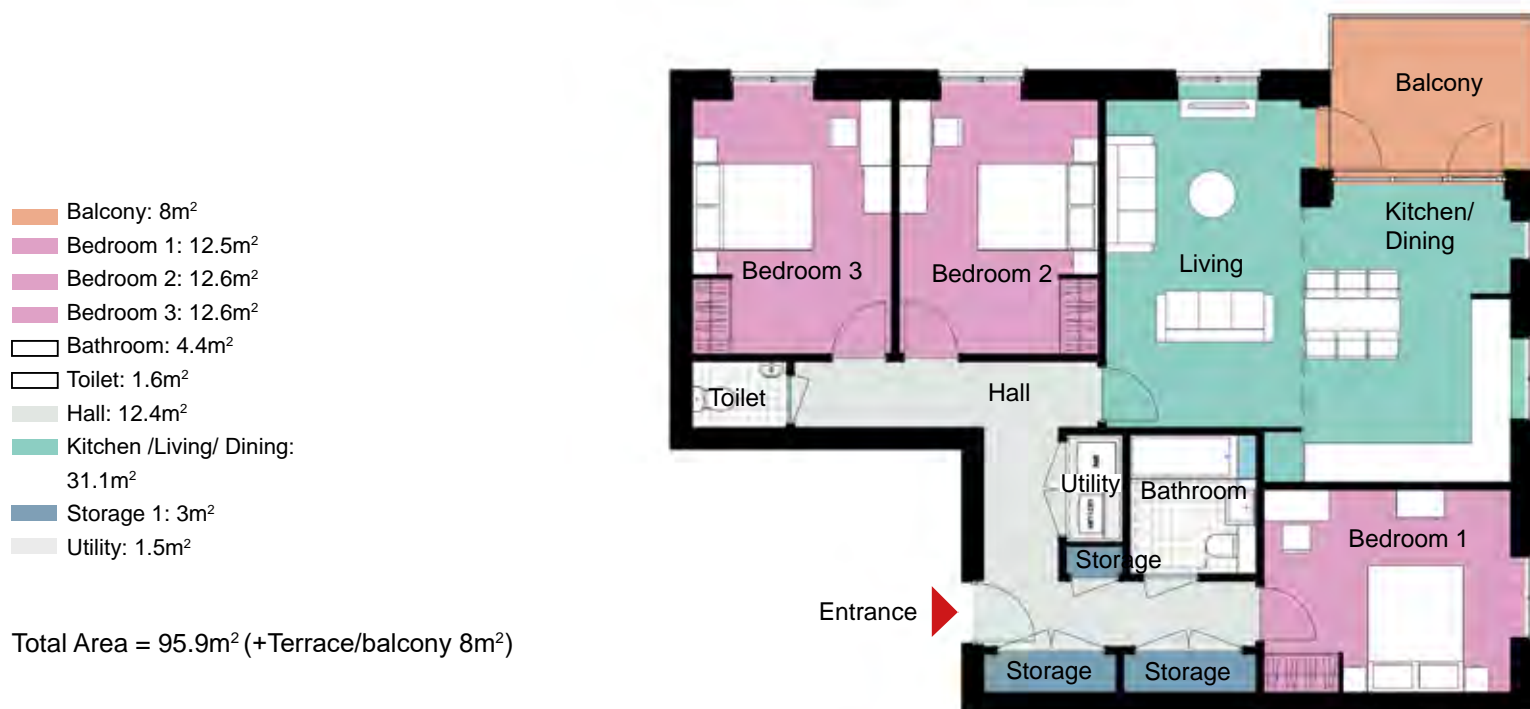 Balcony: 8m²
Bedroom 1: 12.5m²
Bedroom 2: 12.6m²
Bedroom 3: 12.6m²
Bathroom: 4.4m²
Toilet: 1.6m²
Hall: 12.4m²
Kitchen /Living/ Dining:
31.1m²
Storage 1: 3m²
Utility: 1.5m²
Total Area = 95.9m² (+Terrace/balcony 8m²)
Balcony
Kitchen/
Dining
Living
Bedroom 3
Bedroom 2
Toilet
Hall
Utility
Bathroom
Storage
Bedroom 1
Entrance
Storage
Storage